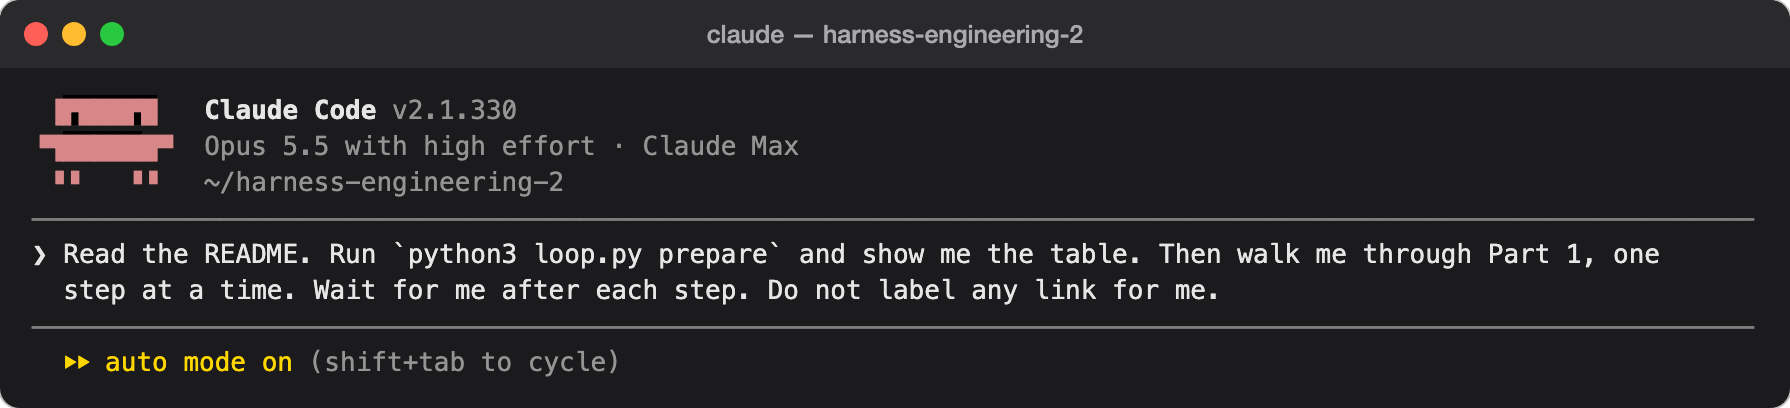 claude — harness-engineering-2
Claude Code v2.1.330
Opus 5.5 with high effort · Claude Max
~/harness-engineering-2
❯ Read the README. Run `python3 loop.py prepare` and show me the table. Then walk me through Part 1, one
step at a time. Wait for me after each step. Do not label any link for me.
⏵⏵ auto mode on (shift+tab to cycle)